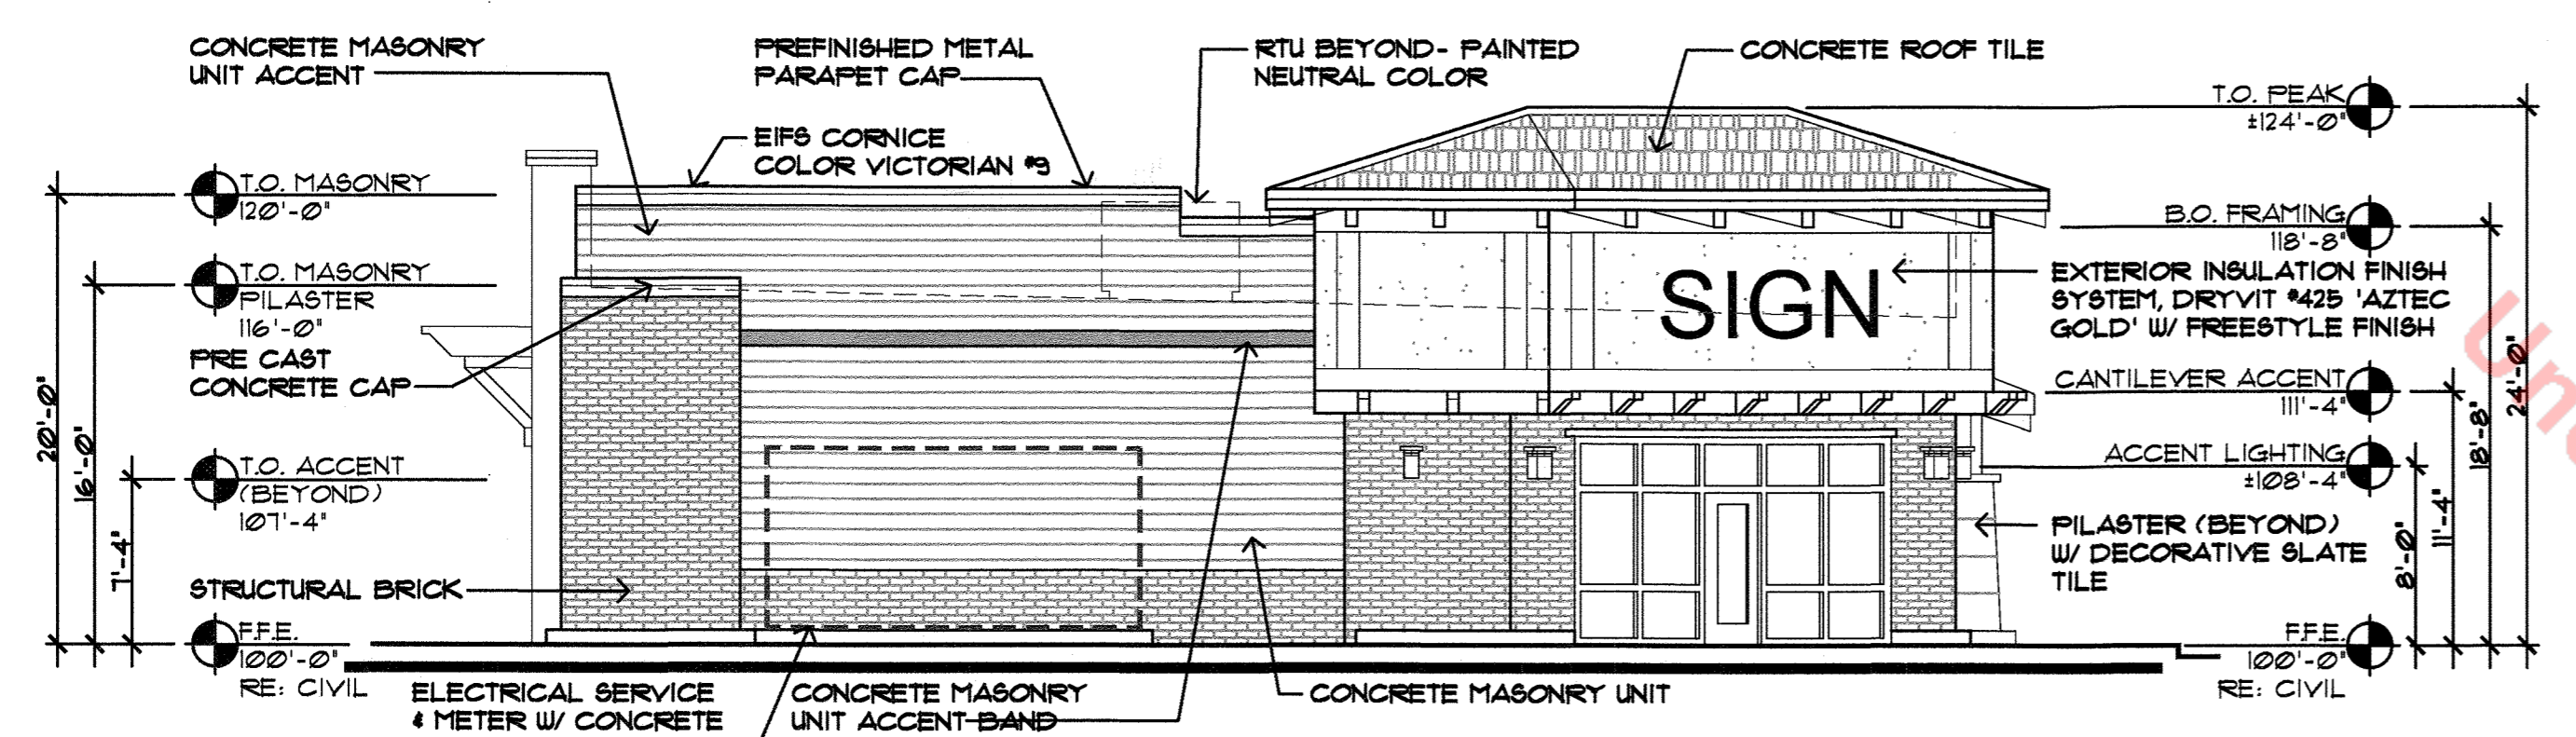 CONCRETE MASONRY
UNIT ACCENT
PREFINISHED METAL
PARAPET CAP
RTU BEYOND- PAINTED
NEUTRAL COLOR
CONCRETE ROOF TILE
EIFS CORNICE
COLOR VICTORIAN #9
T.O. MASONRY
120'-0"
T.O. MASONRY
PILASTER
116'-0"
PRE CAST
CONCRETE CAP
T.O. ACCENT
(BEYOND)
107'-4"
STRUCTURAL BRICK
F.F.E.
100'-0"
RE: CIVIL
20'-0"
16'-0"
7'-4"
SIGN
T.O. PEAK
±124'-0"
B.O. FRAMING
118'-8"
EXTERIOR INSULATION FINISH
SYSTEM, DRYVIT #425 'AZTEC
GOLD' W/ FREESTYLE FINISH
CANTILEVER ACCENT
111'-4"
ACCENT LIGHTING
±108'-4"
PILASTER (BEYOND)
W/ DECORATIVE SLATE
TILE
F.F.E.
100'-0"
RE: CIVIL
8'-0"
11'-4"
18'-8"
24'-0"
ELECTRICAL SERVICE
& METER W/ CONCRETE
CONCRETE MASONRY
UNIT ACCENT BAND
CONCRETE MASONRY UNIT